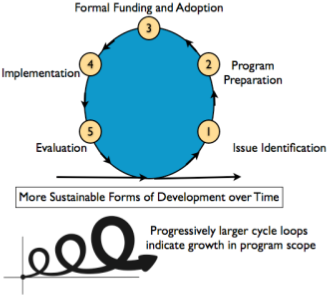 Formal Funding and Adoption
3
4
2
Implementation
Program
Preparation
5
1
Evaluation
Issue Identification
More Sustainable Forms of Development over Time
Progressively larger cycle loops
indicate growth in program scope